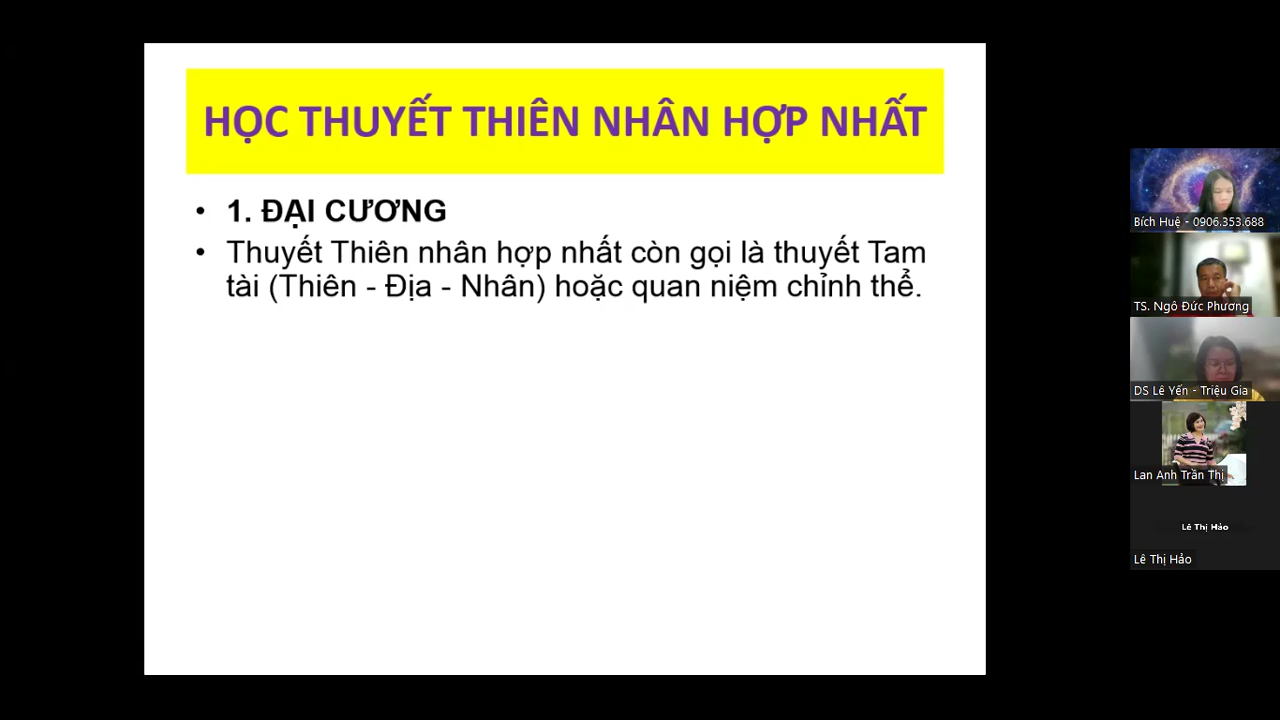 HỌC THUYẾT THIÊN NHÂN HỢP NHẤT
• 1. ĐẠI CƯƠNG
• Thuyết Thiên nhân hợp nhất còn gọi là thuyết Tam
tài (Thiên - Địa - Nhân) hoặc quan niệm chỉnh thể.
Bích Huệ - 0906.353.688
TS. Ngô Đức Phương
DS Lê Yến - Triệu Gia
Lan Anh Trần Thị
Lê Thị Hảo
Lê Thị Hảo